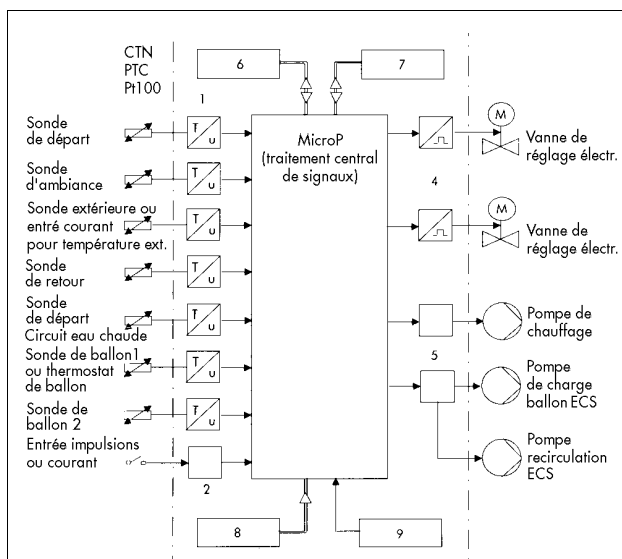 CTN
PTC
Pt100
1
6
7
Sonde
de départ
T
u
MicroP
(traitement central
de signaux)
M
Vanne de
réglage électr.
4
Sonde
d'ambiance
T
u
Sonde extérieure ou
entré courant
pour température ext.
T
u
M
Vanne de
réglage électr.
Sonde
de retour
T
u
Sonde
de départ
Circuit eau chaude
T
u
Pompe de
chauffage
5
Sonde de ballon1
ou thermostat
de ballon
T
u
Pompe
de charge
ballon ECS
Sonde de
ballon 2
T
u
Entrée impulsions
ou courant
2
Pompe
recirculation
ECS
8
9